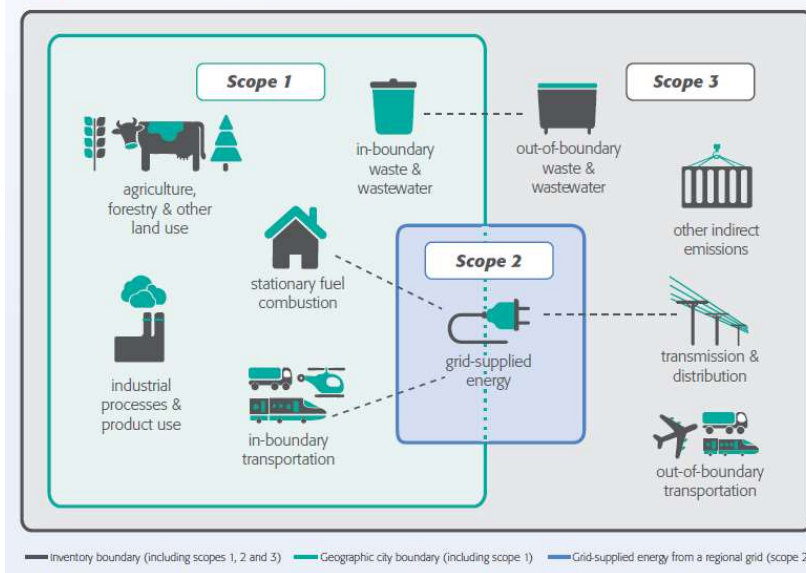 Scope 1
Scope 3
in-boundary
waste &
wastewater
out-of-boundary
waste &
wastewater
agriculture,
forestry & other
land use
other indirect
emissions
Scope 2
stationary fuel
combustion
grid-supplied
energy
transmission &
distribution
industrial
processes &
product use
in-boundary
transportation
out-of-boundary
transportation
Inventory boundary (including scopes 1, 2 and 3) Geographic city boundary (including scope 1) Grid-supplied energy from a regional grid (scope 2